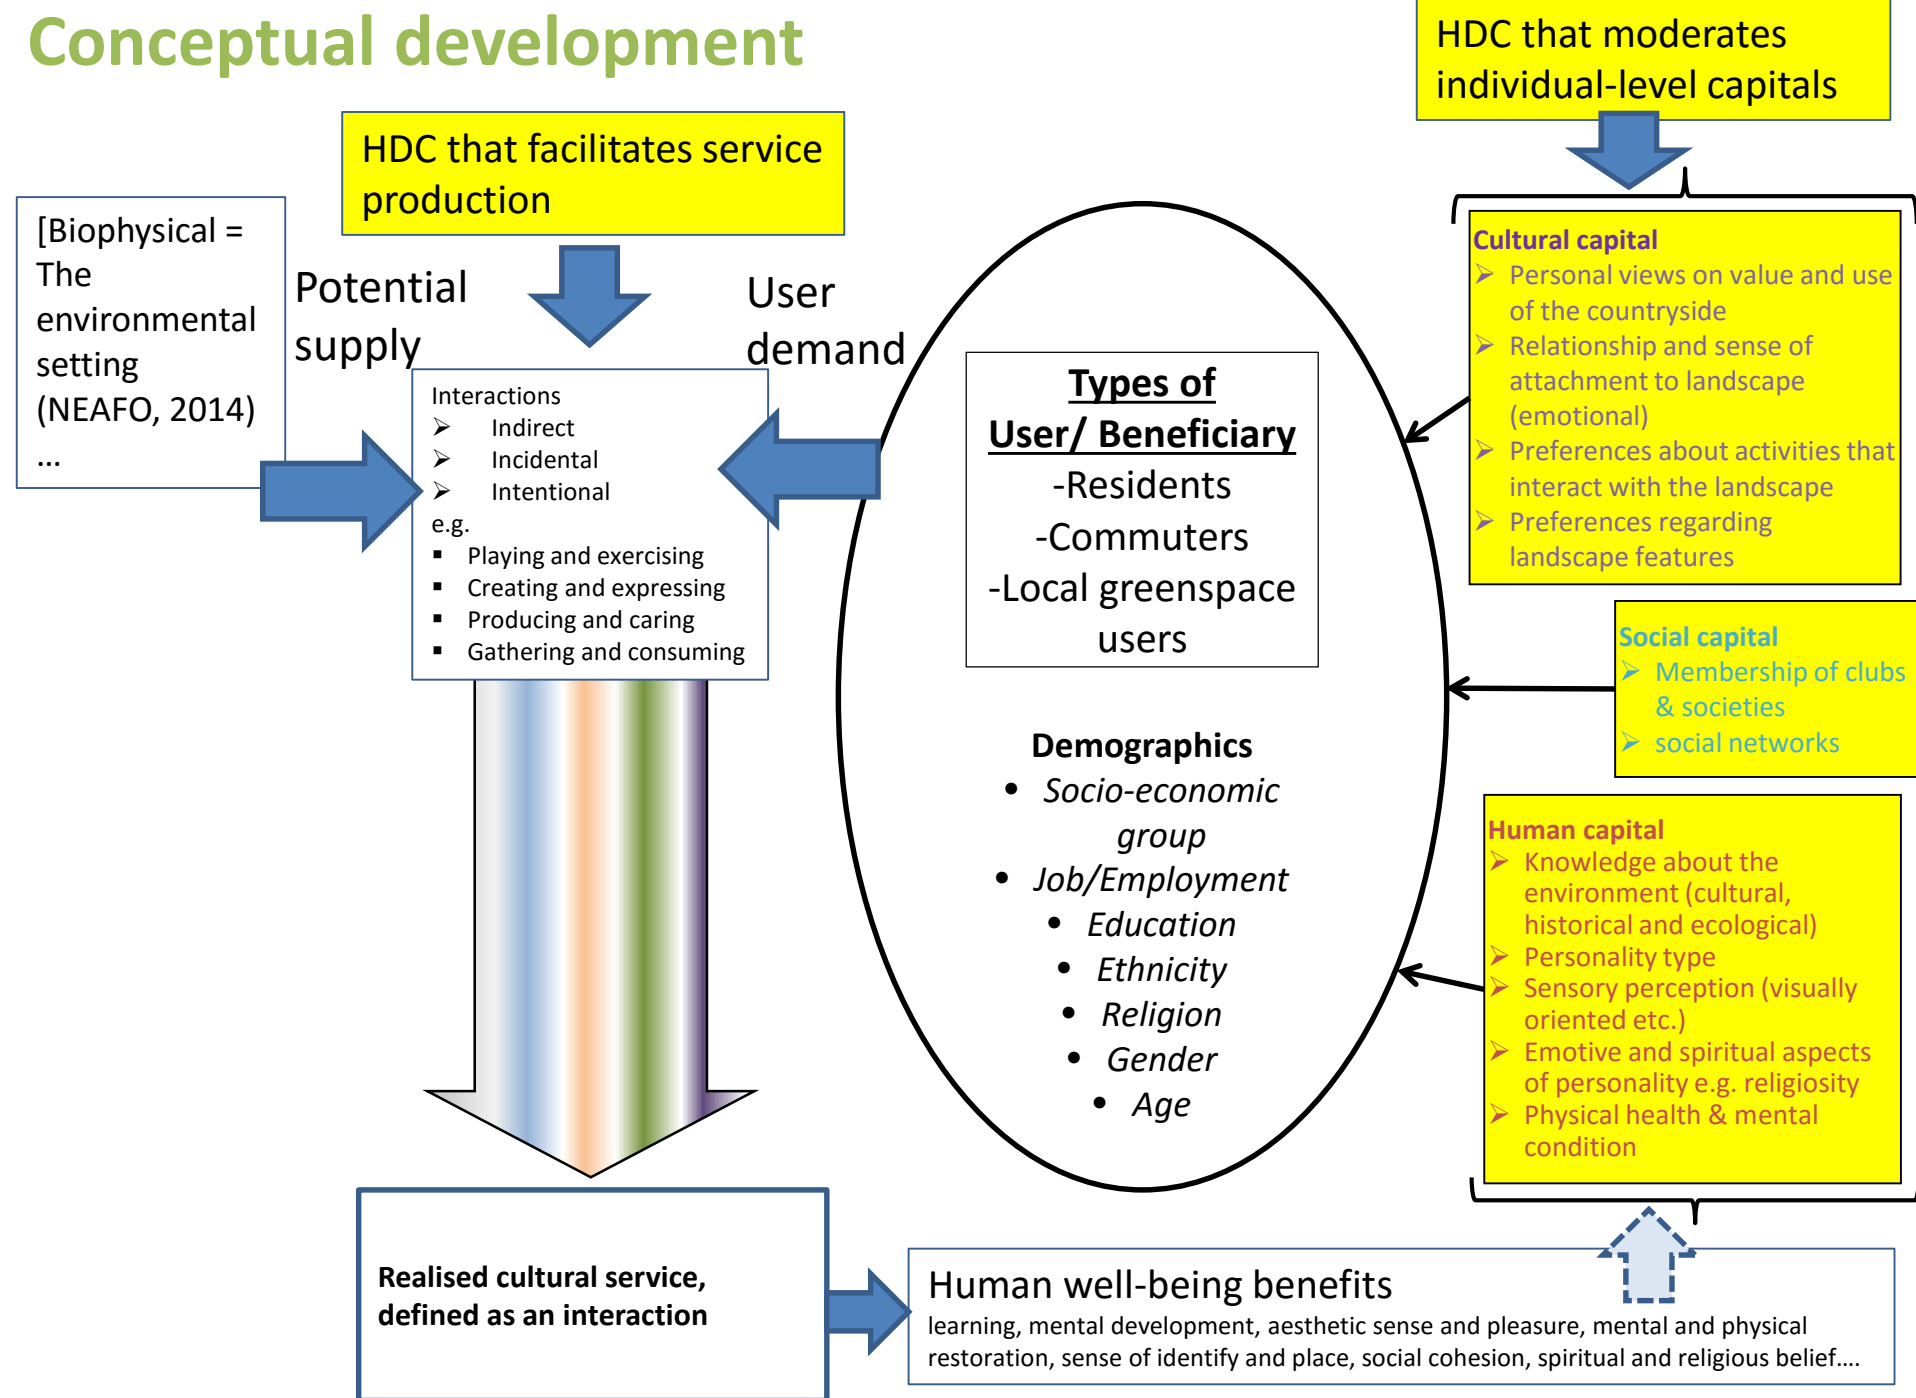 Conceptual development
HDC that moderates
individual-level capitals
HDC that facilitates service
production
[Biophysical =
The
environmental
setting
(NEAFO, 2014)
…
Potential
supply
User
demand
Interactions
➢ Indirect
➢ Incidental
➢ Intentional
e.g.
▪ Playing and exercising
▪ Creating and expressing
▪ Producing and caring
▪ Gathering and consuming
Types of
User/ Beneficiary
-Residents
-Commuters
-Local greenspace
users
Demographics
• Socio-economic
group
• Job/Employment
• Education
• Ethnicity
• Religion
• Gender
• Age
Cultural capital
➢ Personal views on value and use
of the countryside
➢ Relationship and sense of
attachment to landscape
(emotional)
➢ Preferences about activities that
interact with the landscape
➢ Preferences regarding
landscape features
Social capital
➢ Membership of clubs
& societies
➢ social networks
Human capital
➢ Knowledge about the
environment (cultural,
historical and ecological)
➢ Personality type
➢ Sensory perception (visually
oriented etc.)
➢ Emotive and spiritual aspects
of personality e.g. religiosity
➢ Physical health & mental
condition
Realised cultural service,
defined as an interaction
Human well-being benefits
learning, mental development, aesthetic sense and pleasure, mental and physical
restoration, sense of identify and place, social cohesion, spiritual and religious belief….